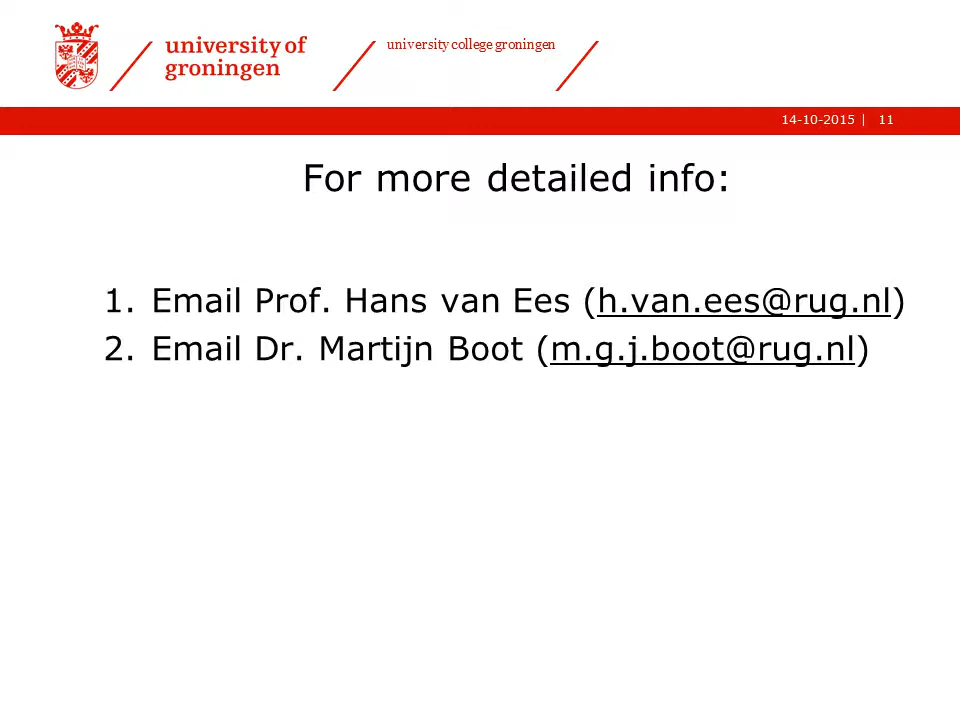 university of
groningen
university college groningen
14-10-2015 | 11
For more detailed info:
1. Email Prof. Hans van Ees (h.van.ees@rug.nl)
2. Email Dr. Martijn Boot (m.g.j.boot@rug.nl)